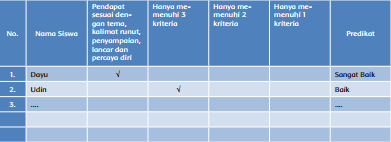 No.
Nama Siswa
Pendapat
sesuai den-
gan tema,
kalimat runut,
penyampaian,
lancar dan
percaya diri
Hanya me-
menuhi 3
kriteria
Hanya me-
menuhi 2
kriteria
Hanya me-
menuhi 1
kriteria
Predikat
1. Dayu √ Sangat Baik
2. Udin √ Baik
3. .... ....